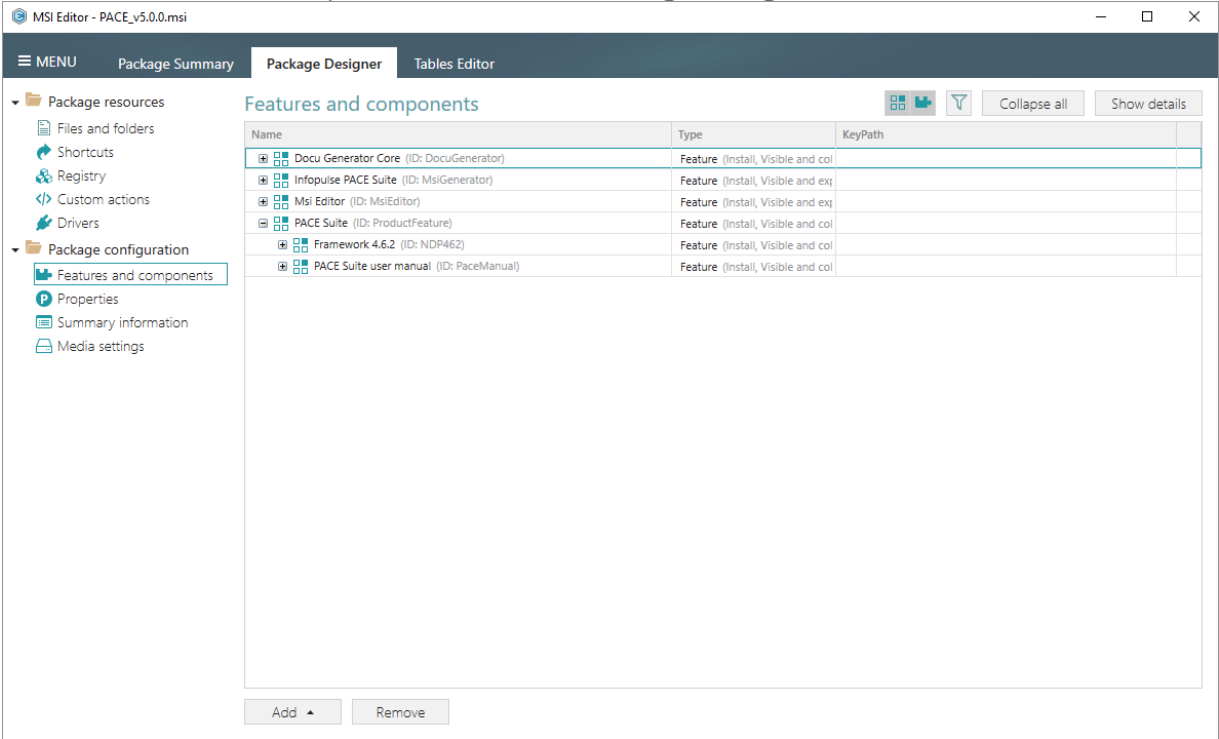 MSI Editor - PACE_v5.0.0.msi
MENU Package Summary Package Designer Tables Editor
Package resources
Files and folders
Shortcuts
Registry
Custom actions
Drivers
Package configuration
Features and components
Properties
Summary information
Media settings
Features and components Collapse all Show details
Name Type KeyPath
Docu Generator Core (ID: DocuGenerator) Feature (Install, Visible and col
Infopulse PACE Suite (ID: MsiGenerator) Feature (Install, Visible and exp
Msi Editor (ID: MsiEditor) Feature (Install, Visible and exp
PACE Suite (ID: ProductFeature) Feature (Install, Visible and col
Framework 4.6.2 (ID: NDP462) Feature (Install, Visible and col
PACE Suite user manual (ID: PaceManual) Feature (Install, Visible and col
Add Remove